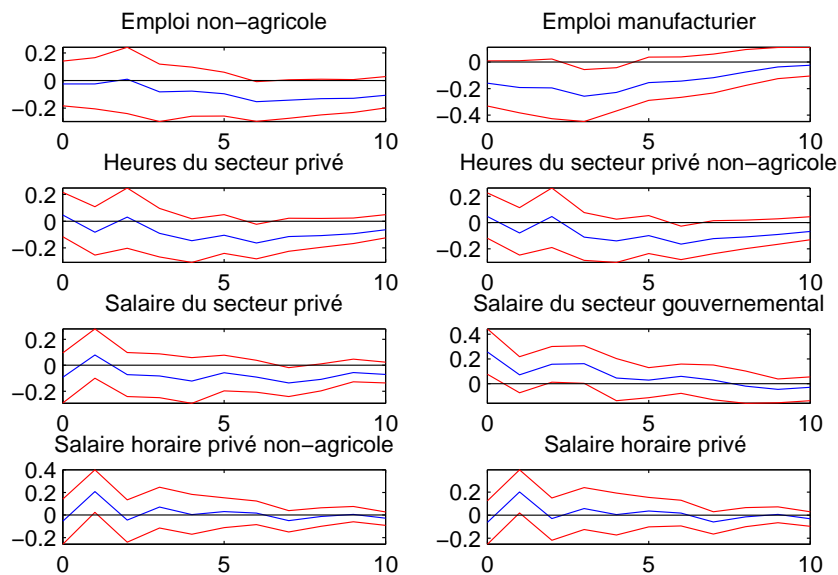 Emploi non−agricole
0.2
0
−0.2
0 5 10
Emploi manufacturier
0
−0.2
−0.4
0 5 10
Heures du secteur privé
0.2
0
−0.2
0 5 10
Heures du secteur privé non−agricole
0.2
0
−0.2
0 5 10
Salaire du secteur privé
0.2
0
−0.2
0 5 10
Salaire du secteur gouvernemental
0.4
0.2
0
0 5 10
Salaire horaire privé non−agricole
0.4
0.2
0
−0.2
0 5 10
Salaire horaire privé
0.2
0
−0.2
0 5 10